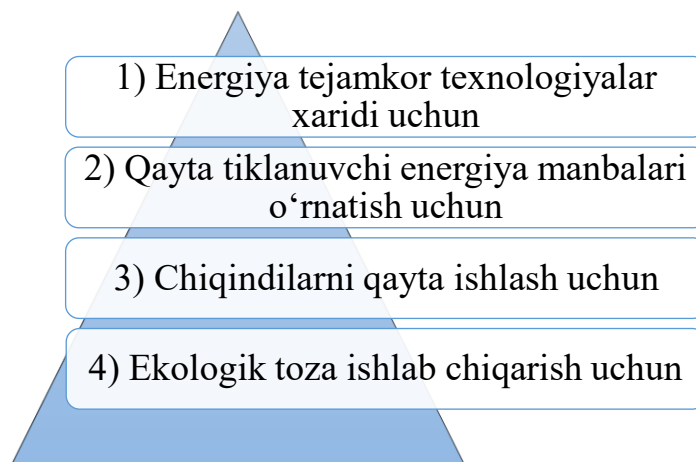 1) Energiya tejamkor texnologiyalar
xaridi uchun
2) Qayta tiklanuvchi energiya manbalari
o‘rnatish uchun
3) Chiqindilarni qayta ishlash uchun
4) Ekologik toza ishlab chiqarish uchun